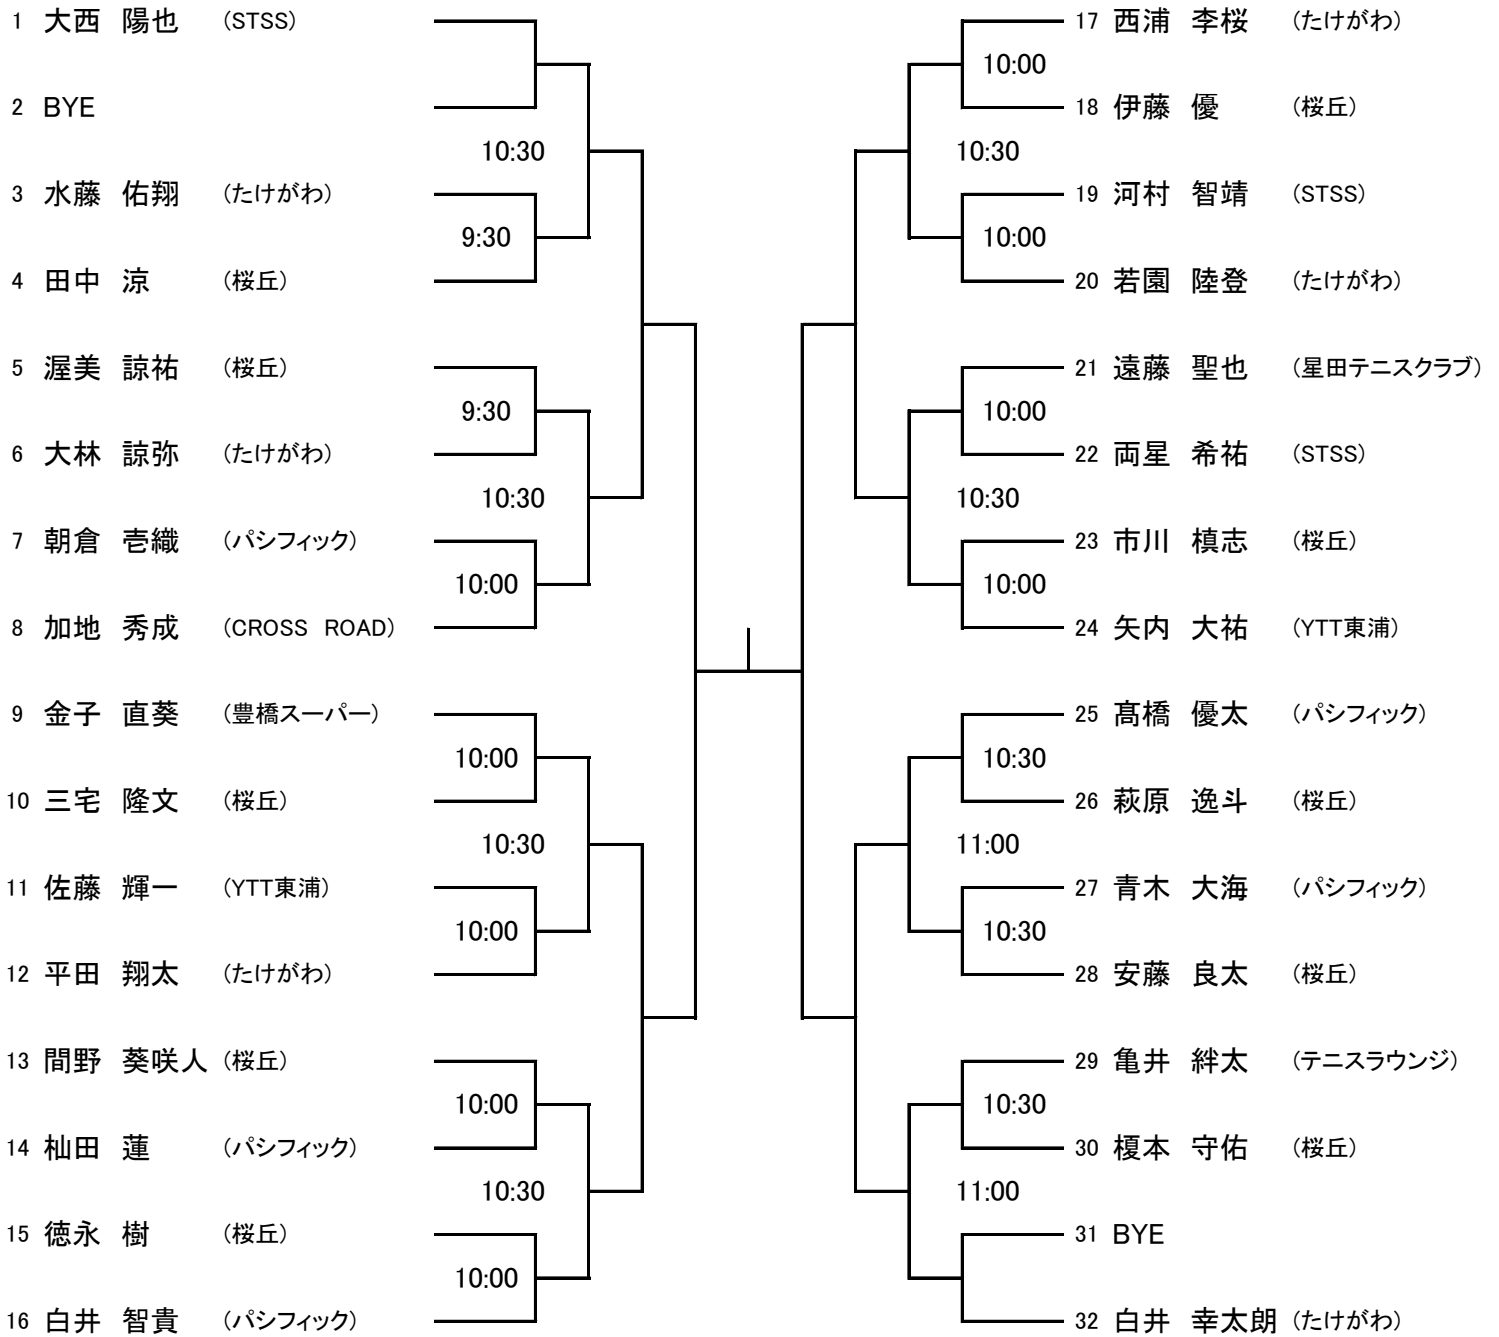 1 大西 陽也 (STSS)
2 BYE
10:30
3 水藤 佑翔 (たけがわ)
9:30
4 田中 涼 (桜丘)
5 渥美 諒祐 (桜丘)
9:30
6 大林 諒弥 (たけがわ)
10:30
7 朝倉 壱織 (パシフィック)
10:00
8 加地 秀成 (CROSS ROAD)
9 金子 直葵 (豊橋スーパー)
10:00
10 三宅 隆文 (桜丘)
10:30
11 佐藤 輝一 (YTT東浦)
10:00
12 平田 翔太 (たけがわ)
13 間野 葵咲人 (桜丘)
10:00
14 杣田 蓮 (パシフィック)
10:30
15 徳永 樹 (桜丘)
10:00
16 白井 智貴 (パシフィック)
17 西浦 李桜 (たけがわ)
10:00
18 伊藤 優 (桜丘)
10:30
19 河村 智靖 (STSS)
10:00
20 若園 陸登 (たけがわ)
21 遠藤 聖也 (星田テニスクラブ)
10:00
22 両星 希祐 (STSS)
10:30
23 市川 槙志 (桜丘)
10:00
24 矢内 大祐 (YTT東浦)
25 髙橋 優太 (パシフィック)
10:30
26 萩原 逸斗 (桜丘)
11:00
27 青木 大海 (パシフィック)
10:30
28 安藤 良太 (桜丘)
29 亀井 絆太 (テニスラウンジ)
10:30
30 榎本 守佑 (桜丘)
11:00
31 BYE
32 白井 幸太朗 (たけがわ)